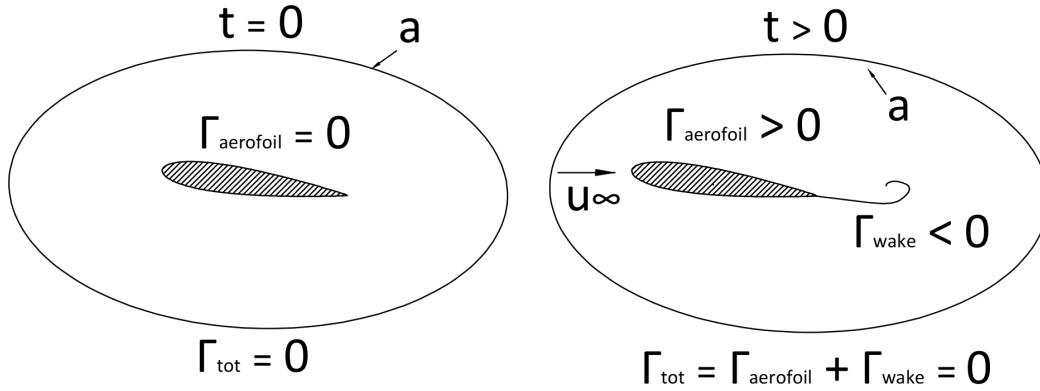 t = 0
a
Γaerofoil = 0
Γtot = 0
t > 0
a
Γaerofoil > 0
u∞
Γwake < 0
Γtot = Γaerofoil + Γwake = 0